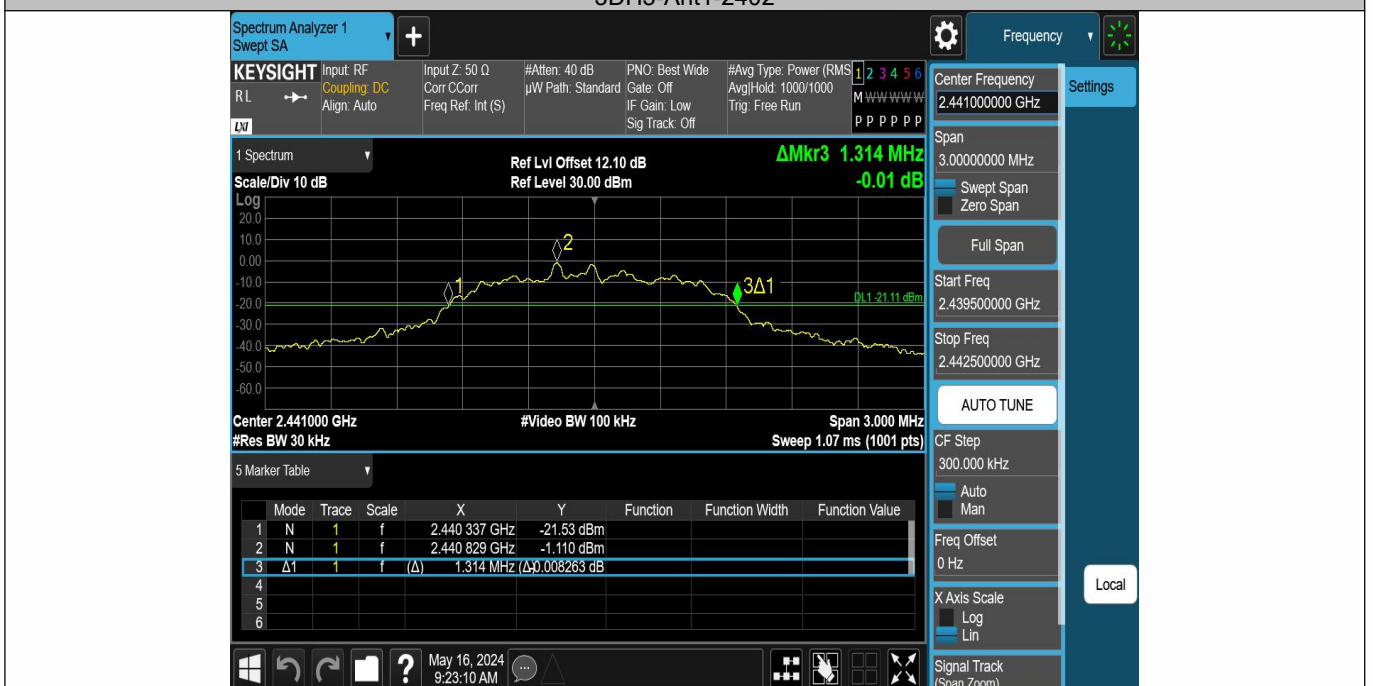 3DH5-Ant1-2402
Spectrum Analyzer 1
Swept SA
+
Frequency
KEYSIGHT
RL
LXI
Input: RF
Coupling: DC
Align: Auto
Input Z: 50 Ω
Corr CCorr
Freq Ref: Int (S)
#Atten: 40 dB
µW Path: Standard
PNO: Best Wide
Gate: Off
IF Gain: Low
Sig Track: Off
#Avg Type: Power (RMS
Avg|Hold: 1000/1000
Trig: Free Run
1 2 3 4 5 6
M W W W W W
P P P P P P
1 Spectrum
Ref Lvl Offset 12.10 dB
ΔMkr3 1.314 MHz
Scale/Div 10 dB
Ref Level 30.00 dBm
-0.01 dB
Log
20.0
10.0
0.00
-10.0
-20.0
-30.0
-40.0
-50.0
-60.0
1
2
3Δ1
DL1 -21.11 dBm
Center 2.441000 GHz
#Video BW 100 kHz
Span 3.000 MHz
#Res BW 30 kHz
Sweep 1.07 ms (1001 pts)
5 Marker Table
Mode Trace Scale X Y Function Function Width Function Value
1 N 1 f 2.440 337 GHz -21.53 dBm
2 N 1 f 2.440 829 GHz -1.110 dBm
3 Δ1 1 f (Δ) 1.314 MHz (Δ)-0.008263 dB
4
5
6
?
May 16, 2024
9:23:10 AM
Center Frequency
2.441000000 GHz
Settings
Span
3.00000000 MHz
Swept Span
Zero Span
Full Span
Start Freq
2.439500000 GHz
Stop Freq
2.442500000 GHz
AUTO TUNE
CF Step
300.000 kHz
Auto
Man
Freq Offset
0 Hz
Local
X Axis Scale
Log
Lin
Signal Track
(Span Zoom)